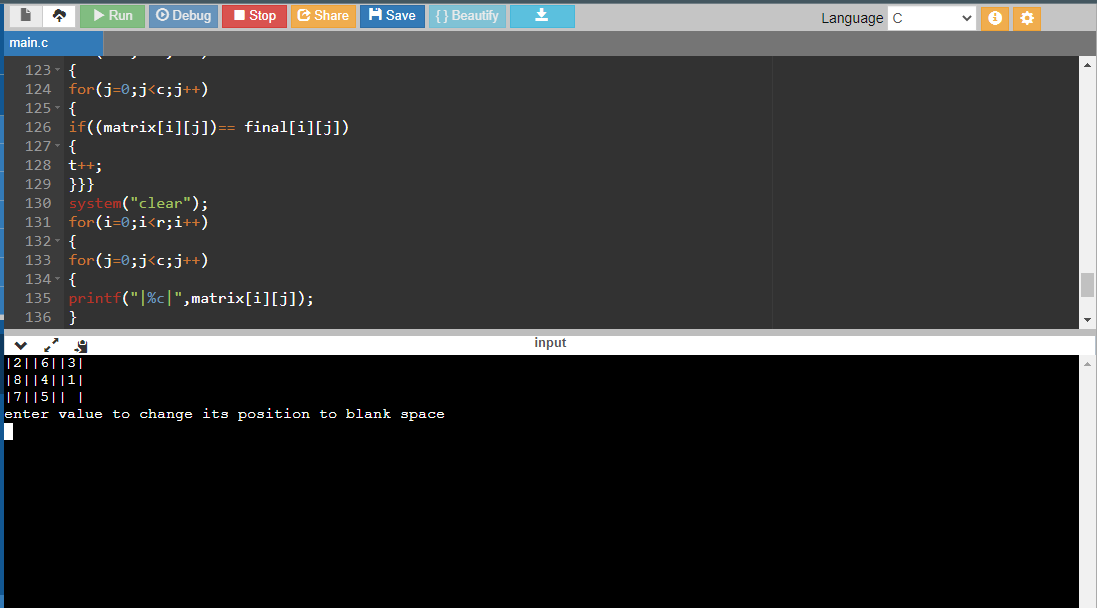 Run Debug Stop Share Save { } Beautify Language C
main.c
123 {
124 for(j=0;j<c;j++)
125 {
126 if((matrix[i][j])== final[i][j])
127 {
128 t++;
129 }}}
130 system("clear");
131 for(i=0;i<r;i++)
132 {
133 for(j=0;j<c;j++)
134 {
135 printf("|%c|",matrix[i][j]);
136 }
input
|2||6||3|
|8||4||1|
|7||5|| |
enter value to change its position to blank space